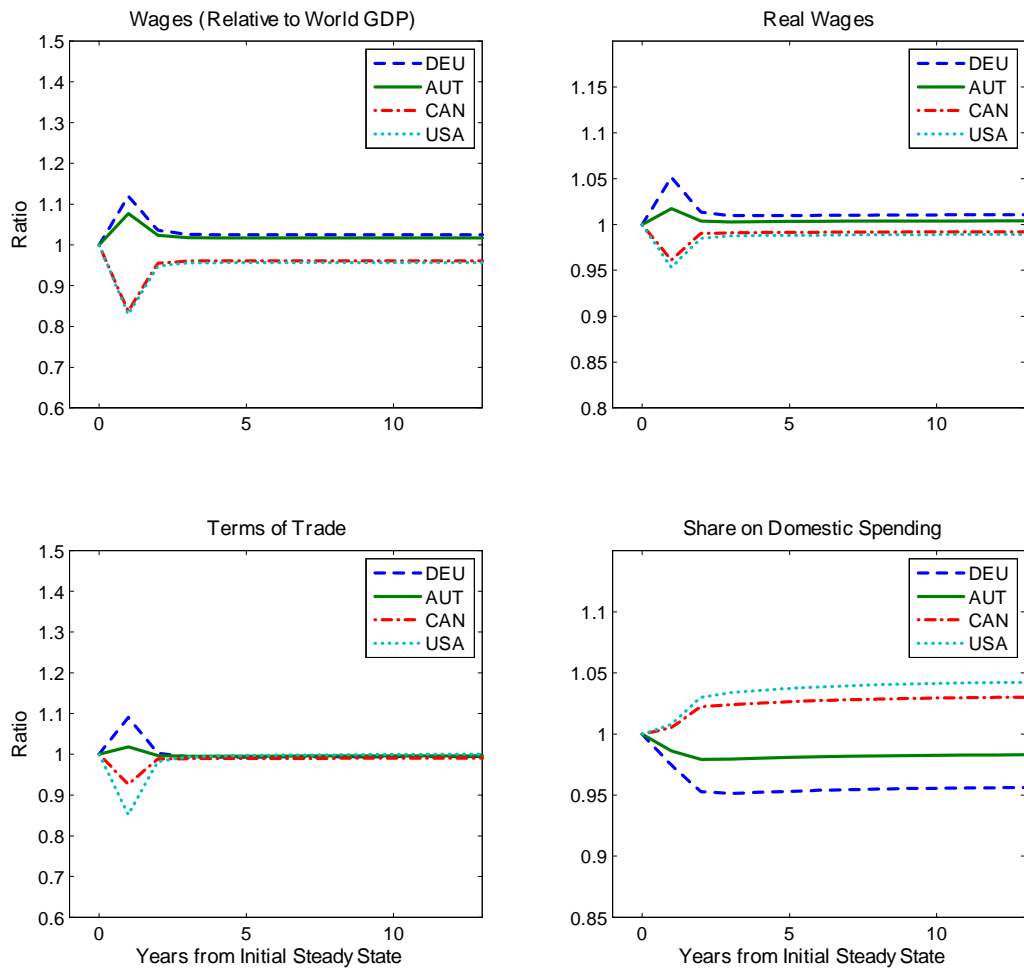 Wages (Relative to World GDP)
1.5
1.4
1.3
1.2
1.1
1
0.9
0.8
0.7
0.6
Ratio
0
5
10
DEU
AUT
CAN
USA
Real Wages
1.15
1.1
1.05
1
0.95
0.9
0.85
0.8
0
5
10
DEU
AUT
CAN
USA
Terms of Trade
1.5
1.4
1.3
1.2
1.1
1
0.9
0.8
0.7
0.6
Ratio
0
5
10
Years from Initial Steady State
DEU
AUT
CAN
USA
Share on Domestic Spending
1.1
1.05
1
0.95
0.9
0.85
0
5
10
Years from Initial Steady State
DEU
AUT
CAN
USA